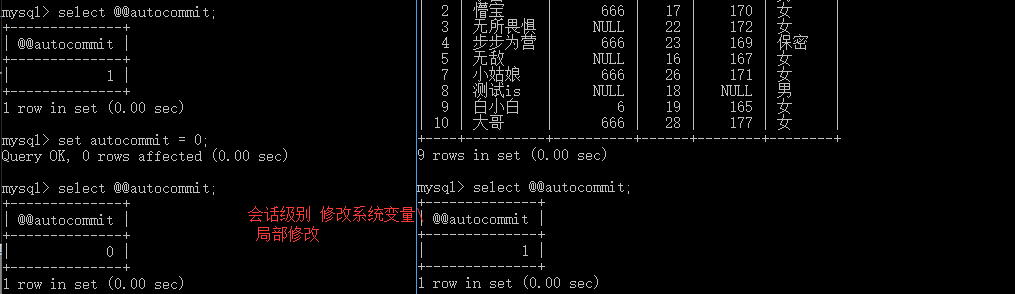 mysql> select @@autocommit;
+--------------+
| @@autocommit |
+--------------+
| 1 |
+--------------+
1 row in set (0.00 sec)
mysql> set autocommit = 0;
Query OK, 0 rows affected (0.00 sec)
mysql> select @@autocommit;
+--------------+
| @@autocommit |
+--------------+
| 0 |
+--------------+
1 row in set (0.00 sec)
会话级别 修改系统变量
局部修改
| 2 | 懵宝 | 666 | 17 | 170 | 女 |
| 3 | 无所畏惧 | NULL | 22 | 172 | 女 |
| 4 | 步步为营 | 666 | 23 | 169 | 保密 |
| 5 | 无敌 | NULL | 16 | 167 | 女 |
| 7 | 小姑娘 | 666 | 26 | 171 | 女 |
| 8 | 测试is | NULL | 18 | NULL | 男 |
| 9 | 白小白 | 6 | 19 | 165 | 女 |
| 10 | 大哥 | 666 | 28 | 177 | 女 |
+----+----------+--------+------+------+--------+
9 rows in set (0.00 sec)
mysql> select @@autocommit;
+--------------+
| @@autocommit |
+--------------+
| 1 |
+--------------+
1 row in set (0.00 sec)